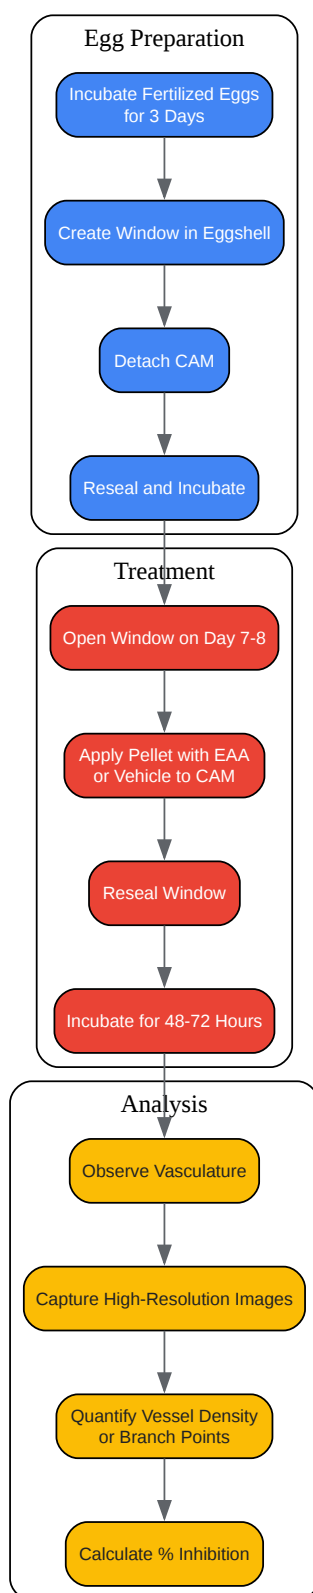 Egg Preparation
Incubate Fertilized Eggs
for 3 Days
Create Window in Eggshell
Detach CAM
Reseal and Incubate
Treatment
Open Window on Day 7-8
Apply Pellet with EAA
or Vehicle to CAM
Reseal Window
Incubate for 48-72 Hours
Analysis
Observe Vasculature
Capture High-Resolution Images
Quantify Vessel Density
or Branch Points
Calculate % Inhibition